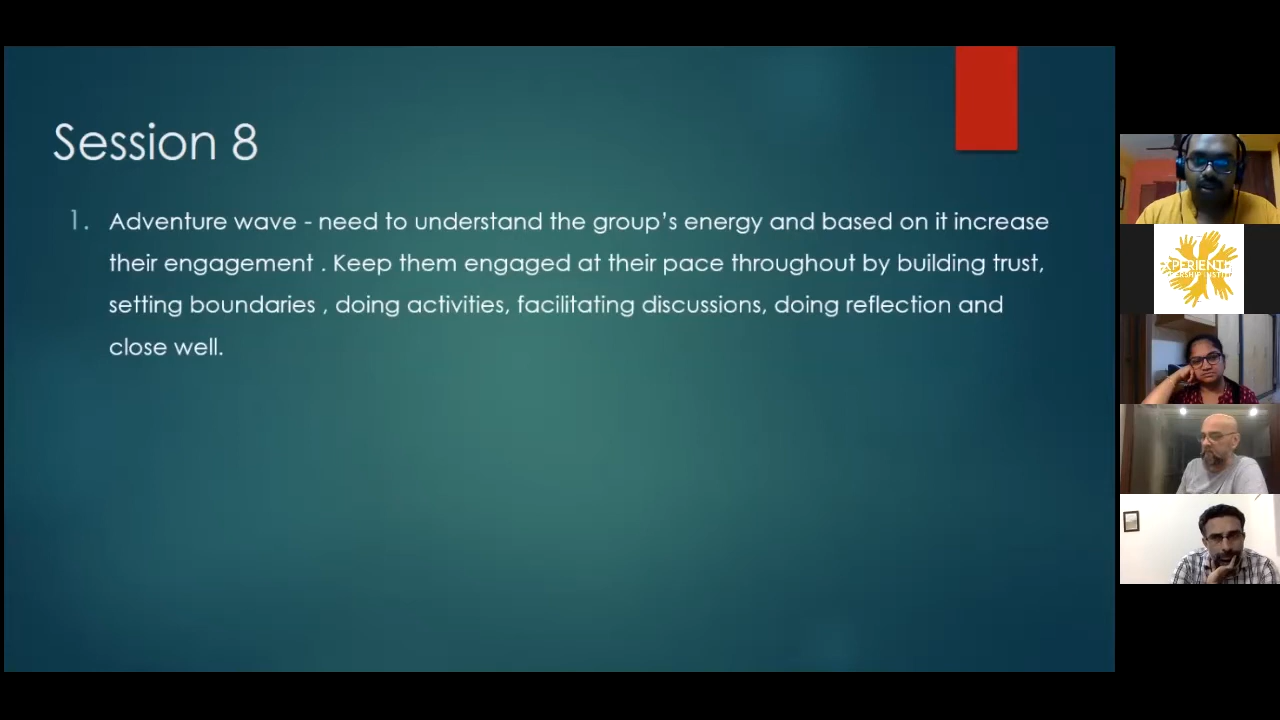 Session 8
1. Adventure wave - need to understand the group's energy and based on it increase
their engagement . Keep them engaged at their pace throughout by building trust,
setting boundaries , doing activities, facilitating discussions, doing reflection and
close well.